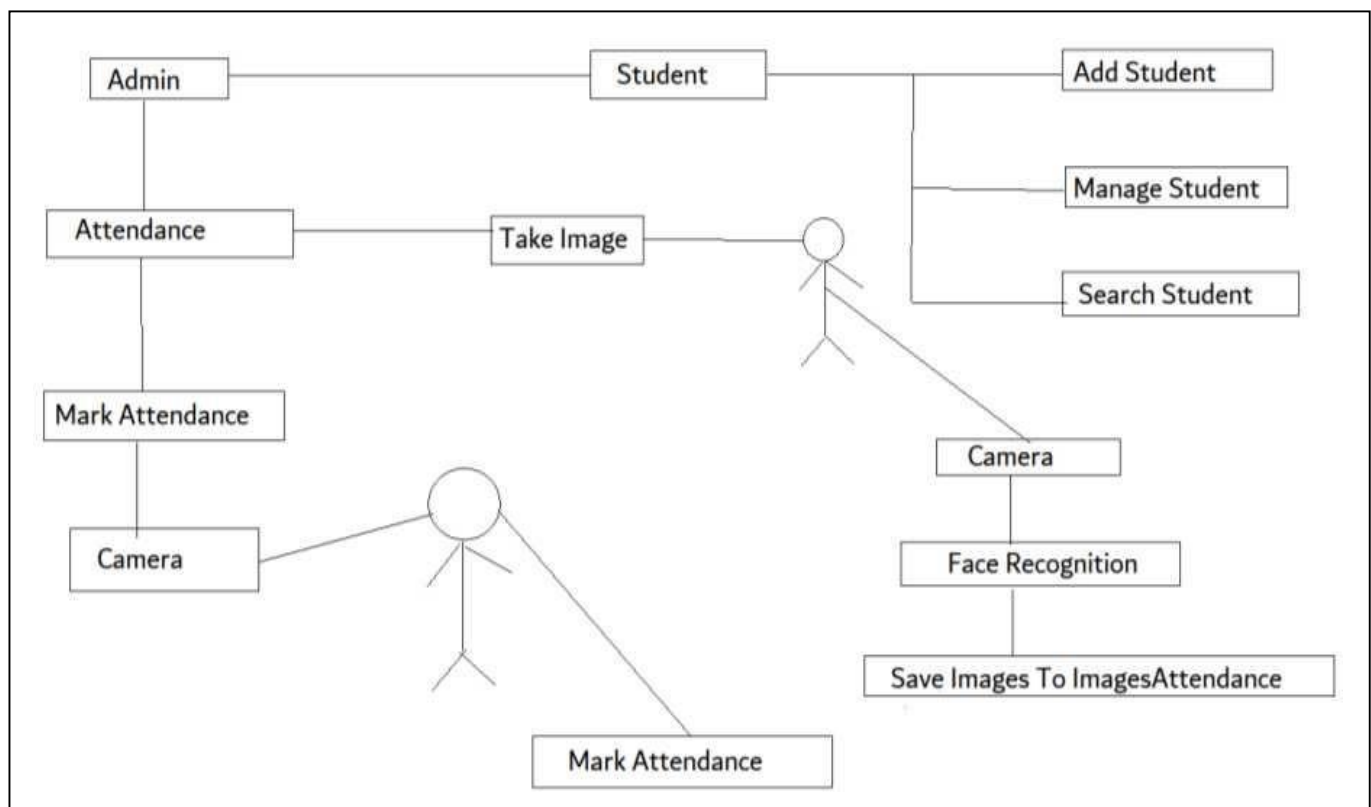 Admin
Student
Add Student
Manage Student
Attendance
Take Image
Search Student
Mark Attendance
Camera
Camera
Face Recognition
Save Images To ImagesAttendance
Mark Attendance